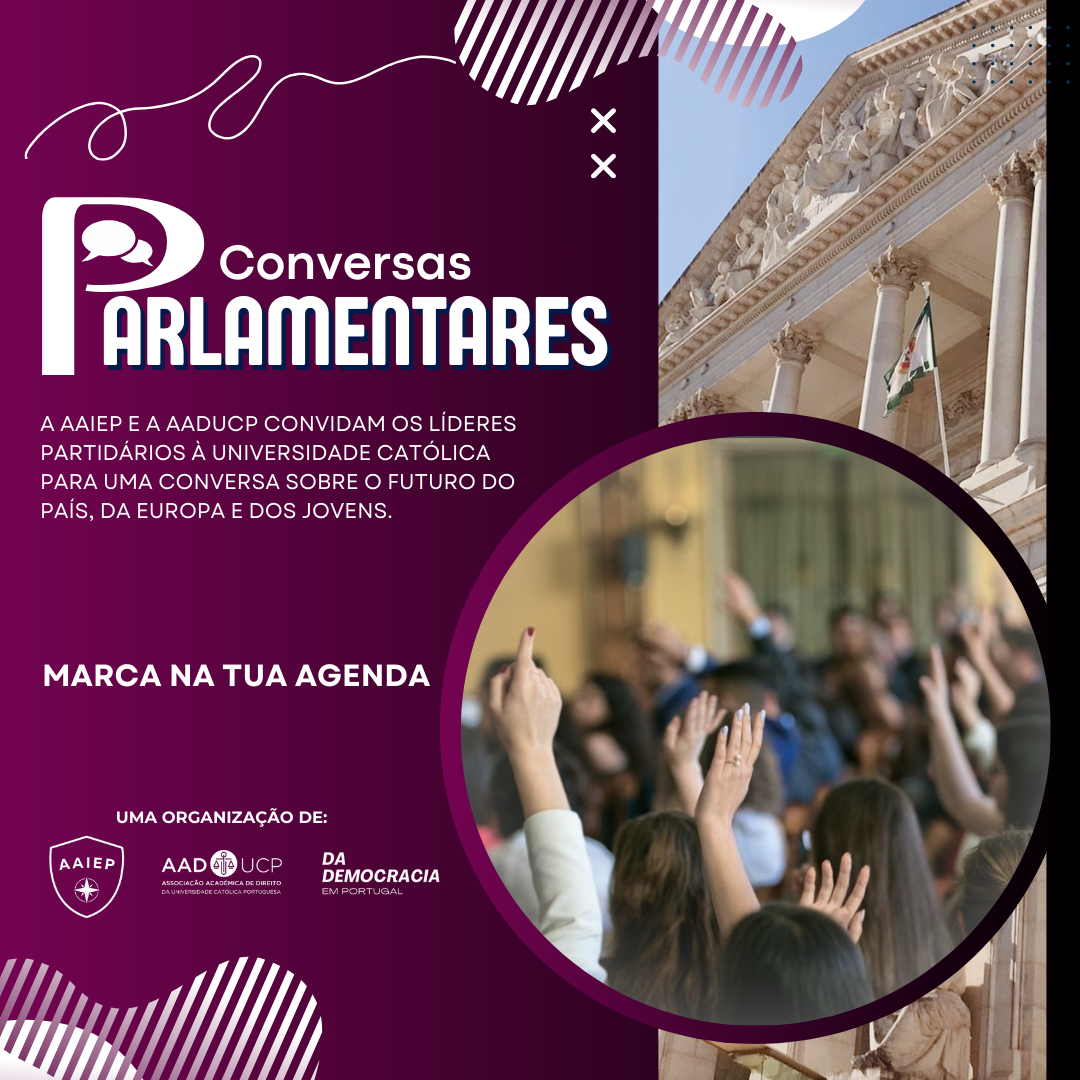 Conversas
PARLAMENTARES
A AAIEP E A AADUCP CONVIDAM OS LÍDERES
PARTIDÁRIOS À UNIVERSIDADE CATÓLICA
PARA UMA CONVERSA SOBRE O FUTURO DO
PAÍS, DA EUROPA E DOS JOVENS.
MARCA NA TUA AGENDA
UMA ORGANIZAÇÃO DE:
AAIEP
AAD UCP
ASSOCIAÇÃO ACADÉMICA DE DIREITO
DA UNIVERSIDADE CATÓLICA PORTUGUESA
DA
DEMOCRACIA
EM PORTUGAL